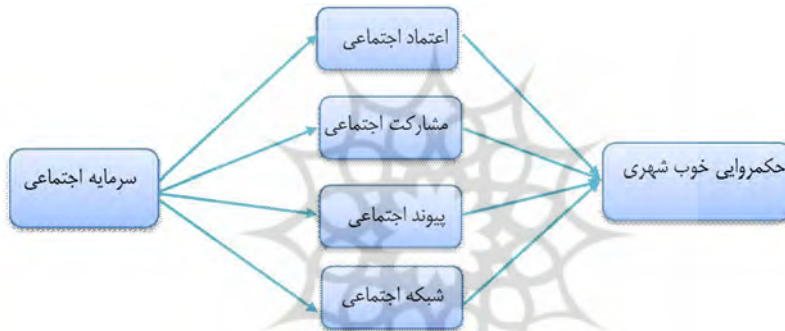 اعتماد اجتماعی
مشارکت اجتماعی
حکمروایی خوب شهری
سرمایه اجتماعی
پیوند اجتماعی
شبکه اجتماعی